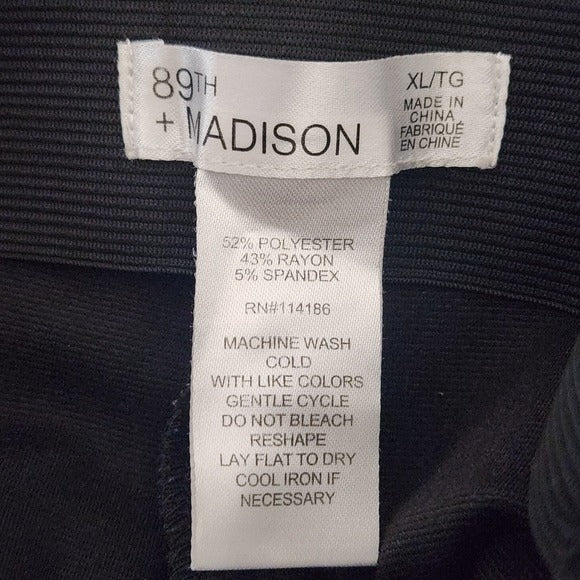 89TH
+ MADISON
XL/TG
MADE IN
CHINA
FABRIQUÉ
EN CHINE
52% POLYESTER
43% RAYON
5% SPANDEX
RN#114186
MACHINE WASH
COLD
WITH LIKE COLORS
GENTLE CYCLE
DO NOT BLEACH
RESHAPE
LAY FLAT TO DRY
COOL IRON IF
NECESSARY